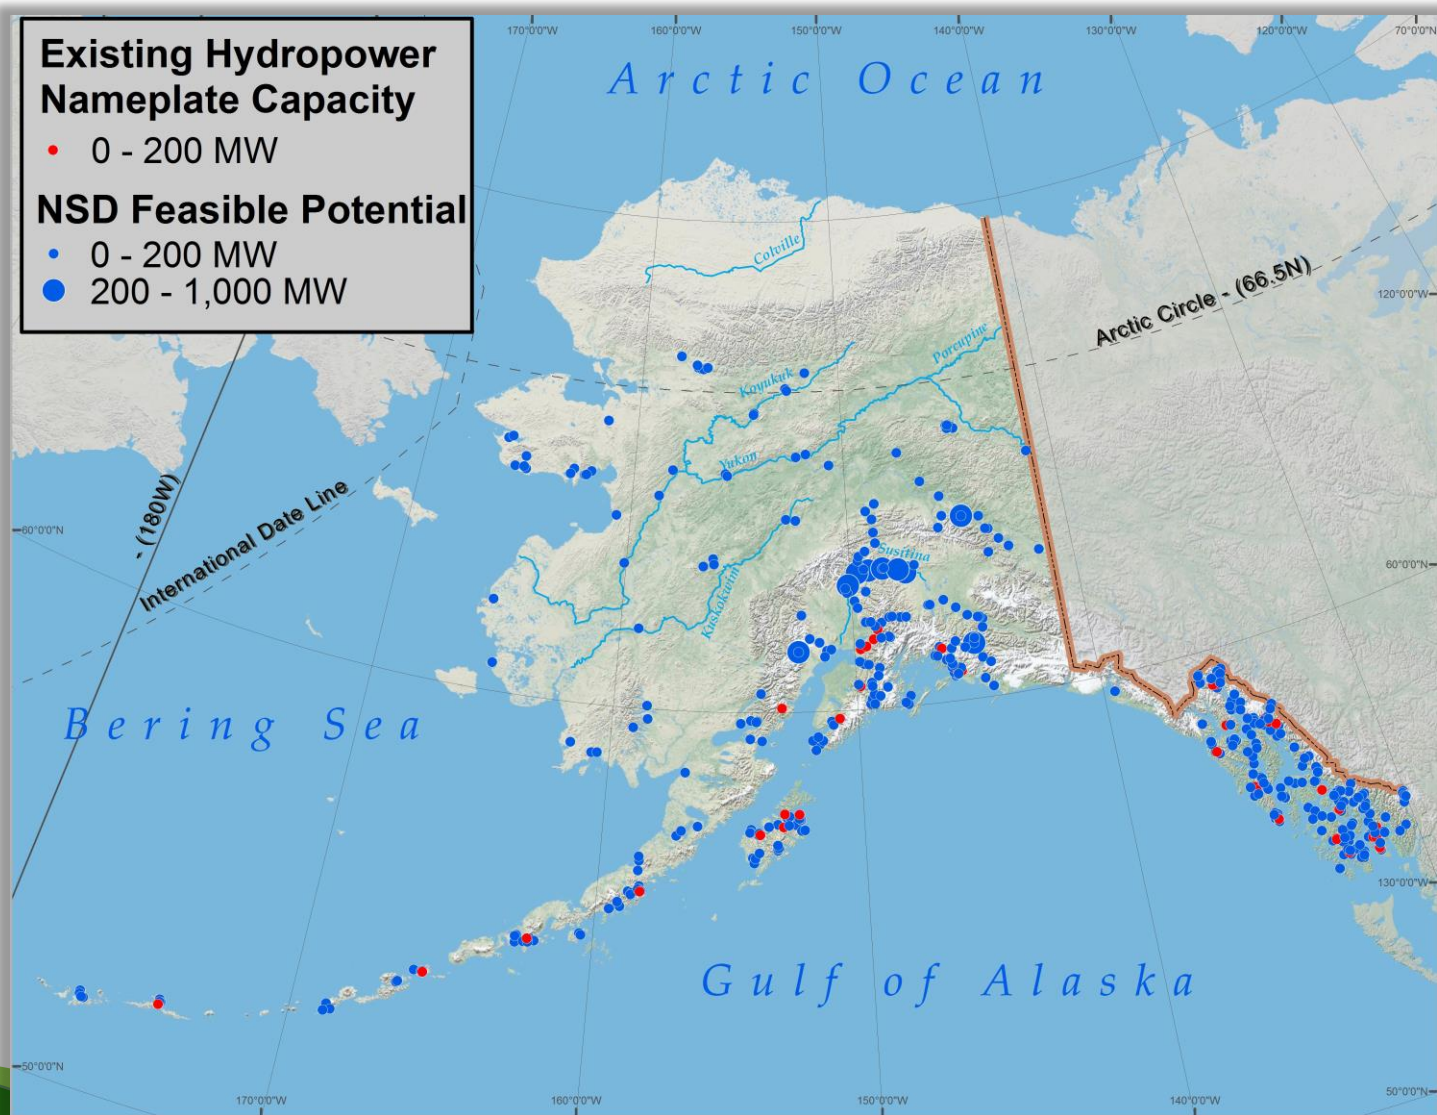 Existing Hydropower
Nameplate Capacity
0 - 200 MW
NSD Feasible Potential
0 - 200 MW
200 - 1,000 MW
170°0'0"W
160°0'0"W
150°0'0"W
140°0'0"W
130°0'0"W
120°0'0"W
70°0'0"N
Arctic Ocean
Colville
Arctic Circle - (66.5N)
120°0'0"W
Porcupine
Koyukuk
Yukon
- (180W)
International Date Line
60°0'0"N
60°0'0"N
Susitina
Kuskokwim
Bering Sea
130°0'0"W
Gulf of Alaska
50°0'0"N
50°0'0"N
170°0'0"W
160°0'0"W
150°0'0"W
140°0'0"W